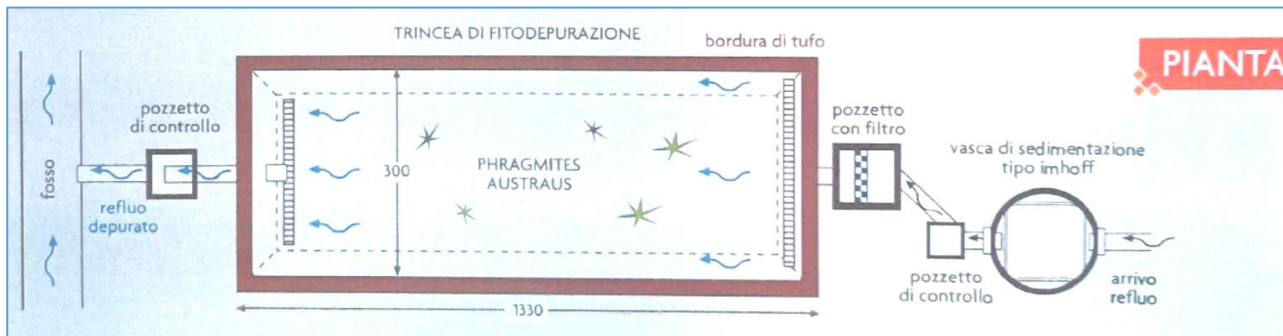 TRINCEA DI FITODEPURAZIONE
bordura di tufo
PIANTA
pozzetto
di controllo
pozzetto
con filtro
vasca di sedimentazione
tipo imhoff
fosso
300
PHRAGMITES
AUSTRAUS
refluo
depurato
pozzetto
di controllo
arrivo
refluo
1330